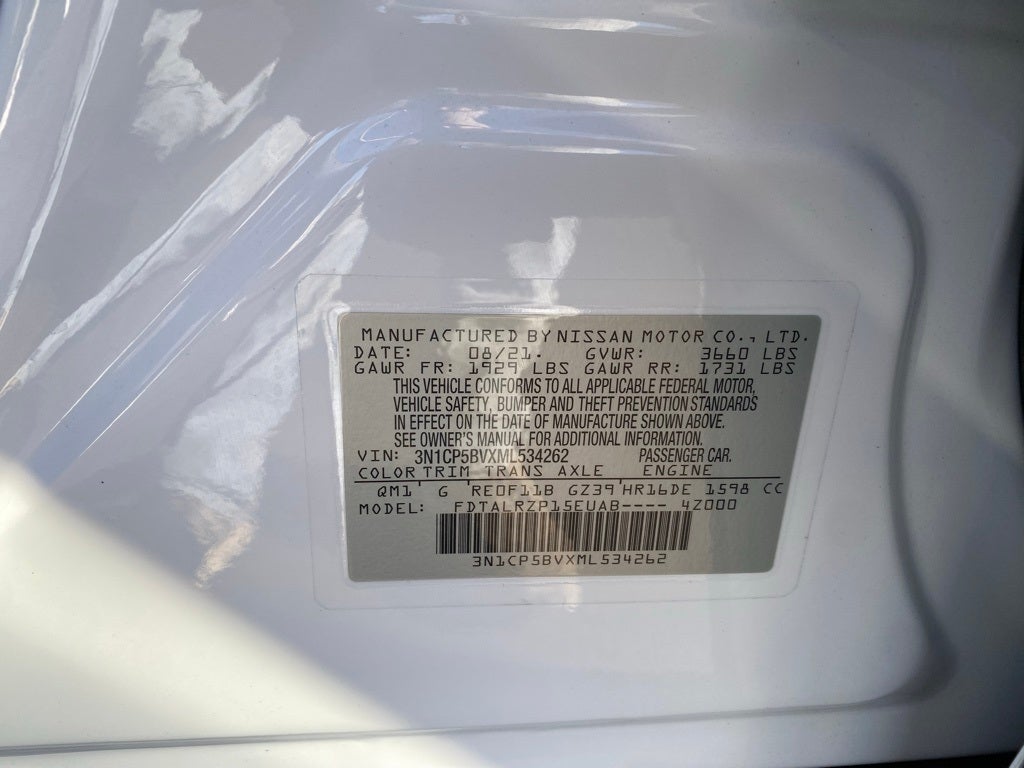 MANUFACTURED BY NISSAN MOTOR CO., LTD.
DATE: 08/21. GVWR: 3660 LBS
GAWR FR: 1929 LBS GAWR RR: 1731 LBS
THIS VEHICLE CONFORMS TO ALL APPLICABLE FEDERAL MOTOR,
VEHICLE SAFETY, BUMPER AND THEFT PREVENTION STANDARDS
IN EFFECT ON THE DATE OF MANUFACTURE SHOWN ABOVE.
SEE OWNER'S MANUAL FOR ADDITIONAL INFORMATION.
VIN: 3N1CP5BVXML534262 PASSENGER CAR.
COLOR TRIM TRANS AXLE ENGINE
QM1 G RE0F11B GZ39 HR16DE 1598 CC
MODEL: FDTALRZP15EUAB---- 4Z000
3N1CP5BVXML534262